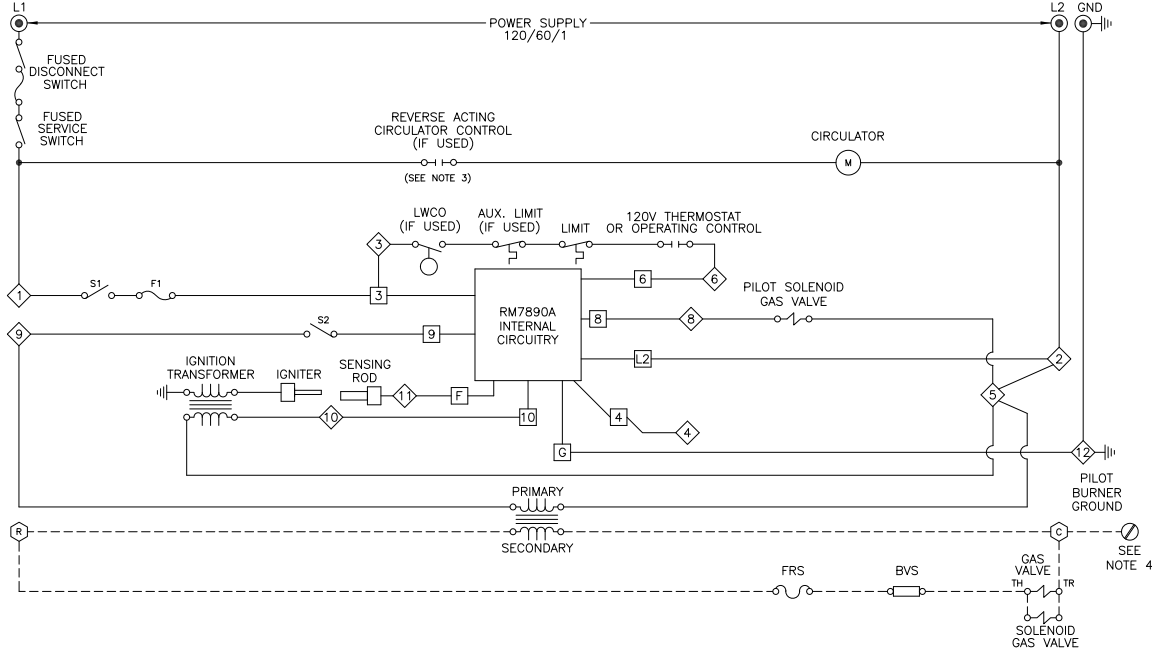 L1
L2
GND
POWER SUPPLY
120/60/1
FUSED
DISCONNECT
SWITCH
FUSED
SERVICE
SWITCH
REVERSE ACTING
CIRCULATOR CONTROL
(IF USED)
(SEE NOTE 3)
CIRCULATOR
M
LWCO
(IF USED)
AUX. LIMIT
(IF USED)
LIMIT
120V THERMOSTAT
OR OPERATING CONTROL
3
6
6
1
S1
F1
3
RM7890A
INTERNAL
CIRCUITRY
PILOT SOLENOID
GAS VALVE
8
8
9
S2
9
L2
2
IGNITION
TRANSFORMER
IGNITER
SENSING
ROD
11
F
5
10
10
4
4
G
12
PILOT
BURNER
GROUND
PRIMARY
SECONDARY
R
C
SEE
NOTE 4
FRS
BVS
GAS
VALVE
TH
TR
SOLENOID
GAS VALVE